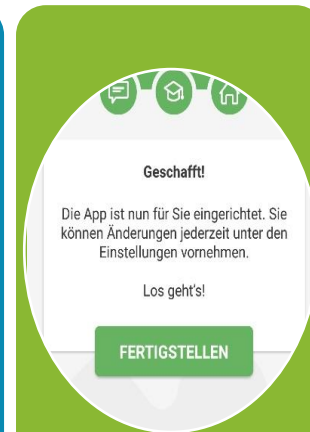 Geschafft!
Die App ist nun für Sie eingerichtet. Sie
können Änderungen jederzeit unter den
Einstellungen vornehmen.
Los geht's!
FERTIGSTELLEN